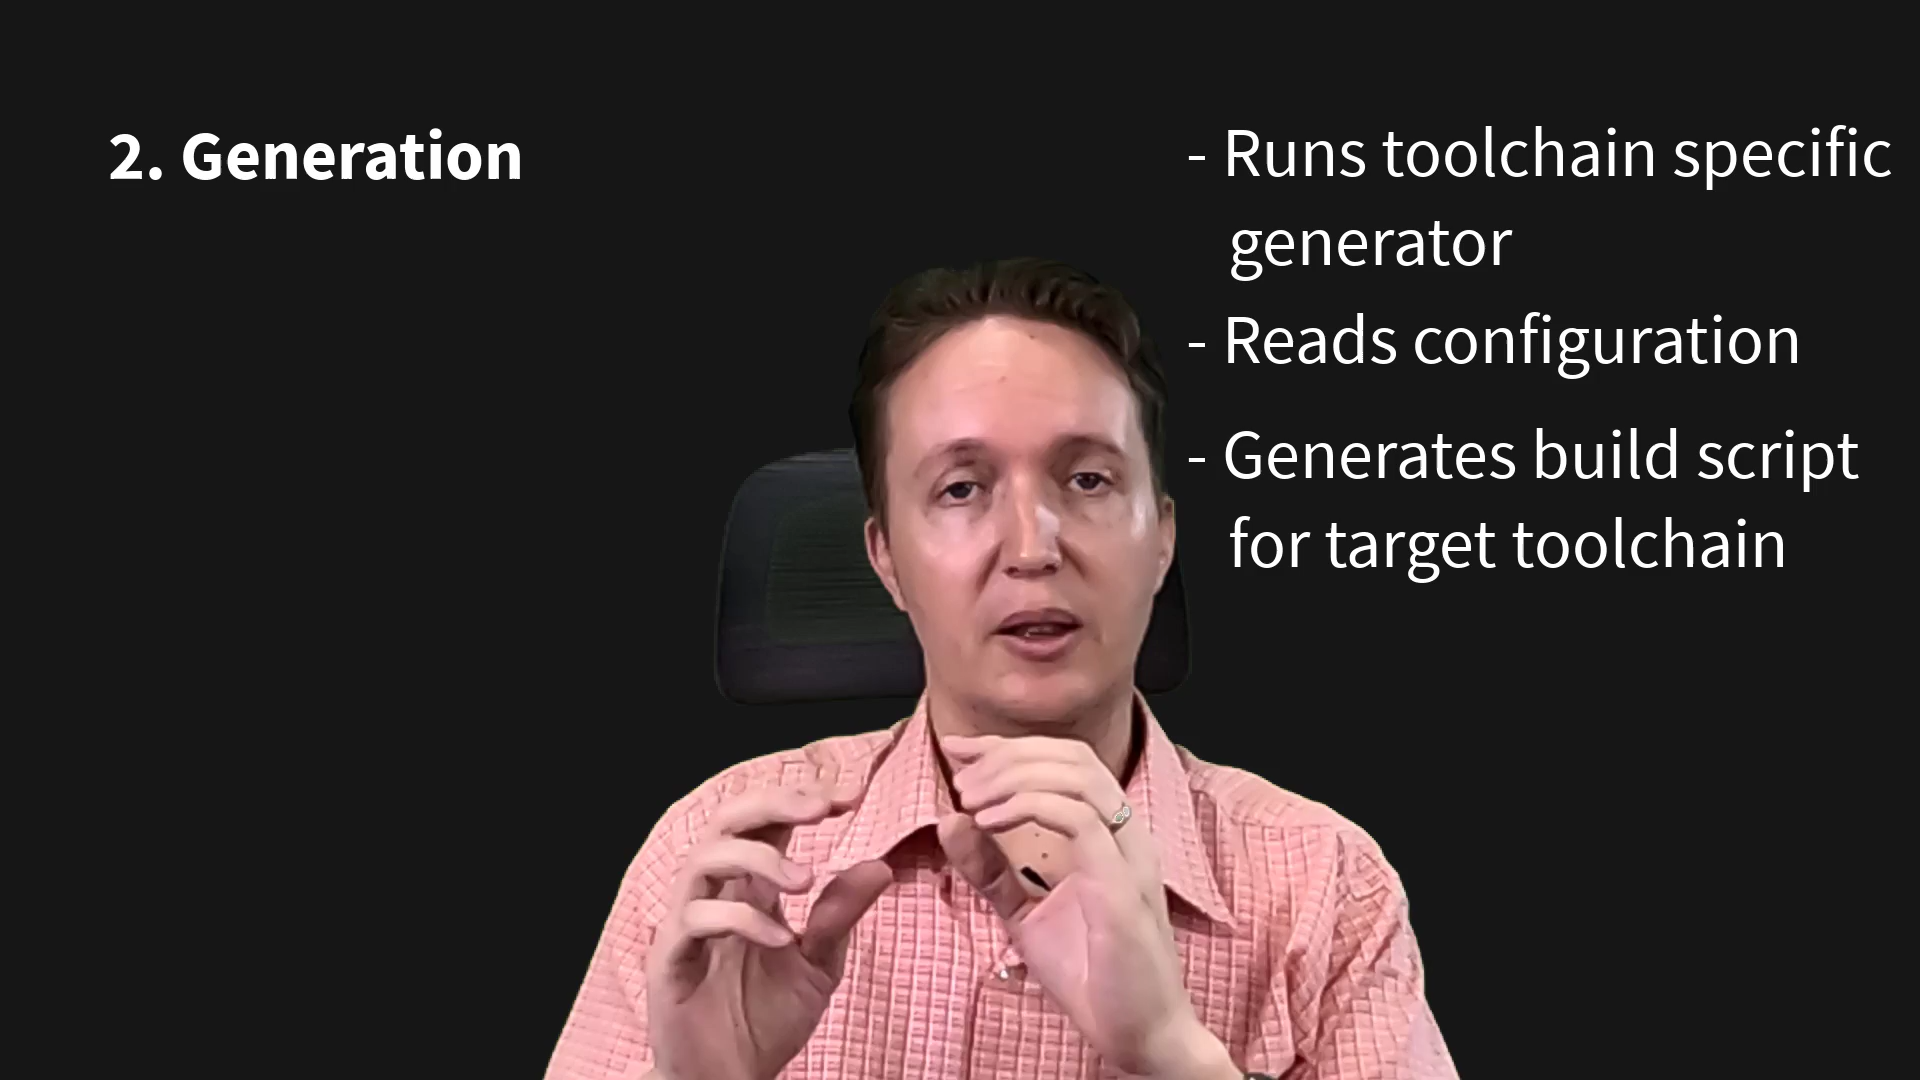 2. Generation
- Runs toolchain specific
generator
- Reads configuration
- Generates build script
for target toolchain